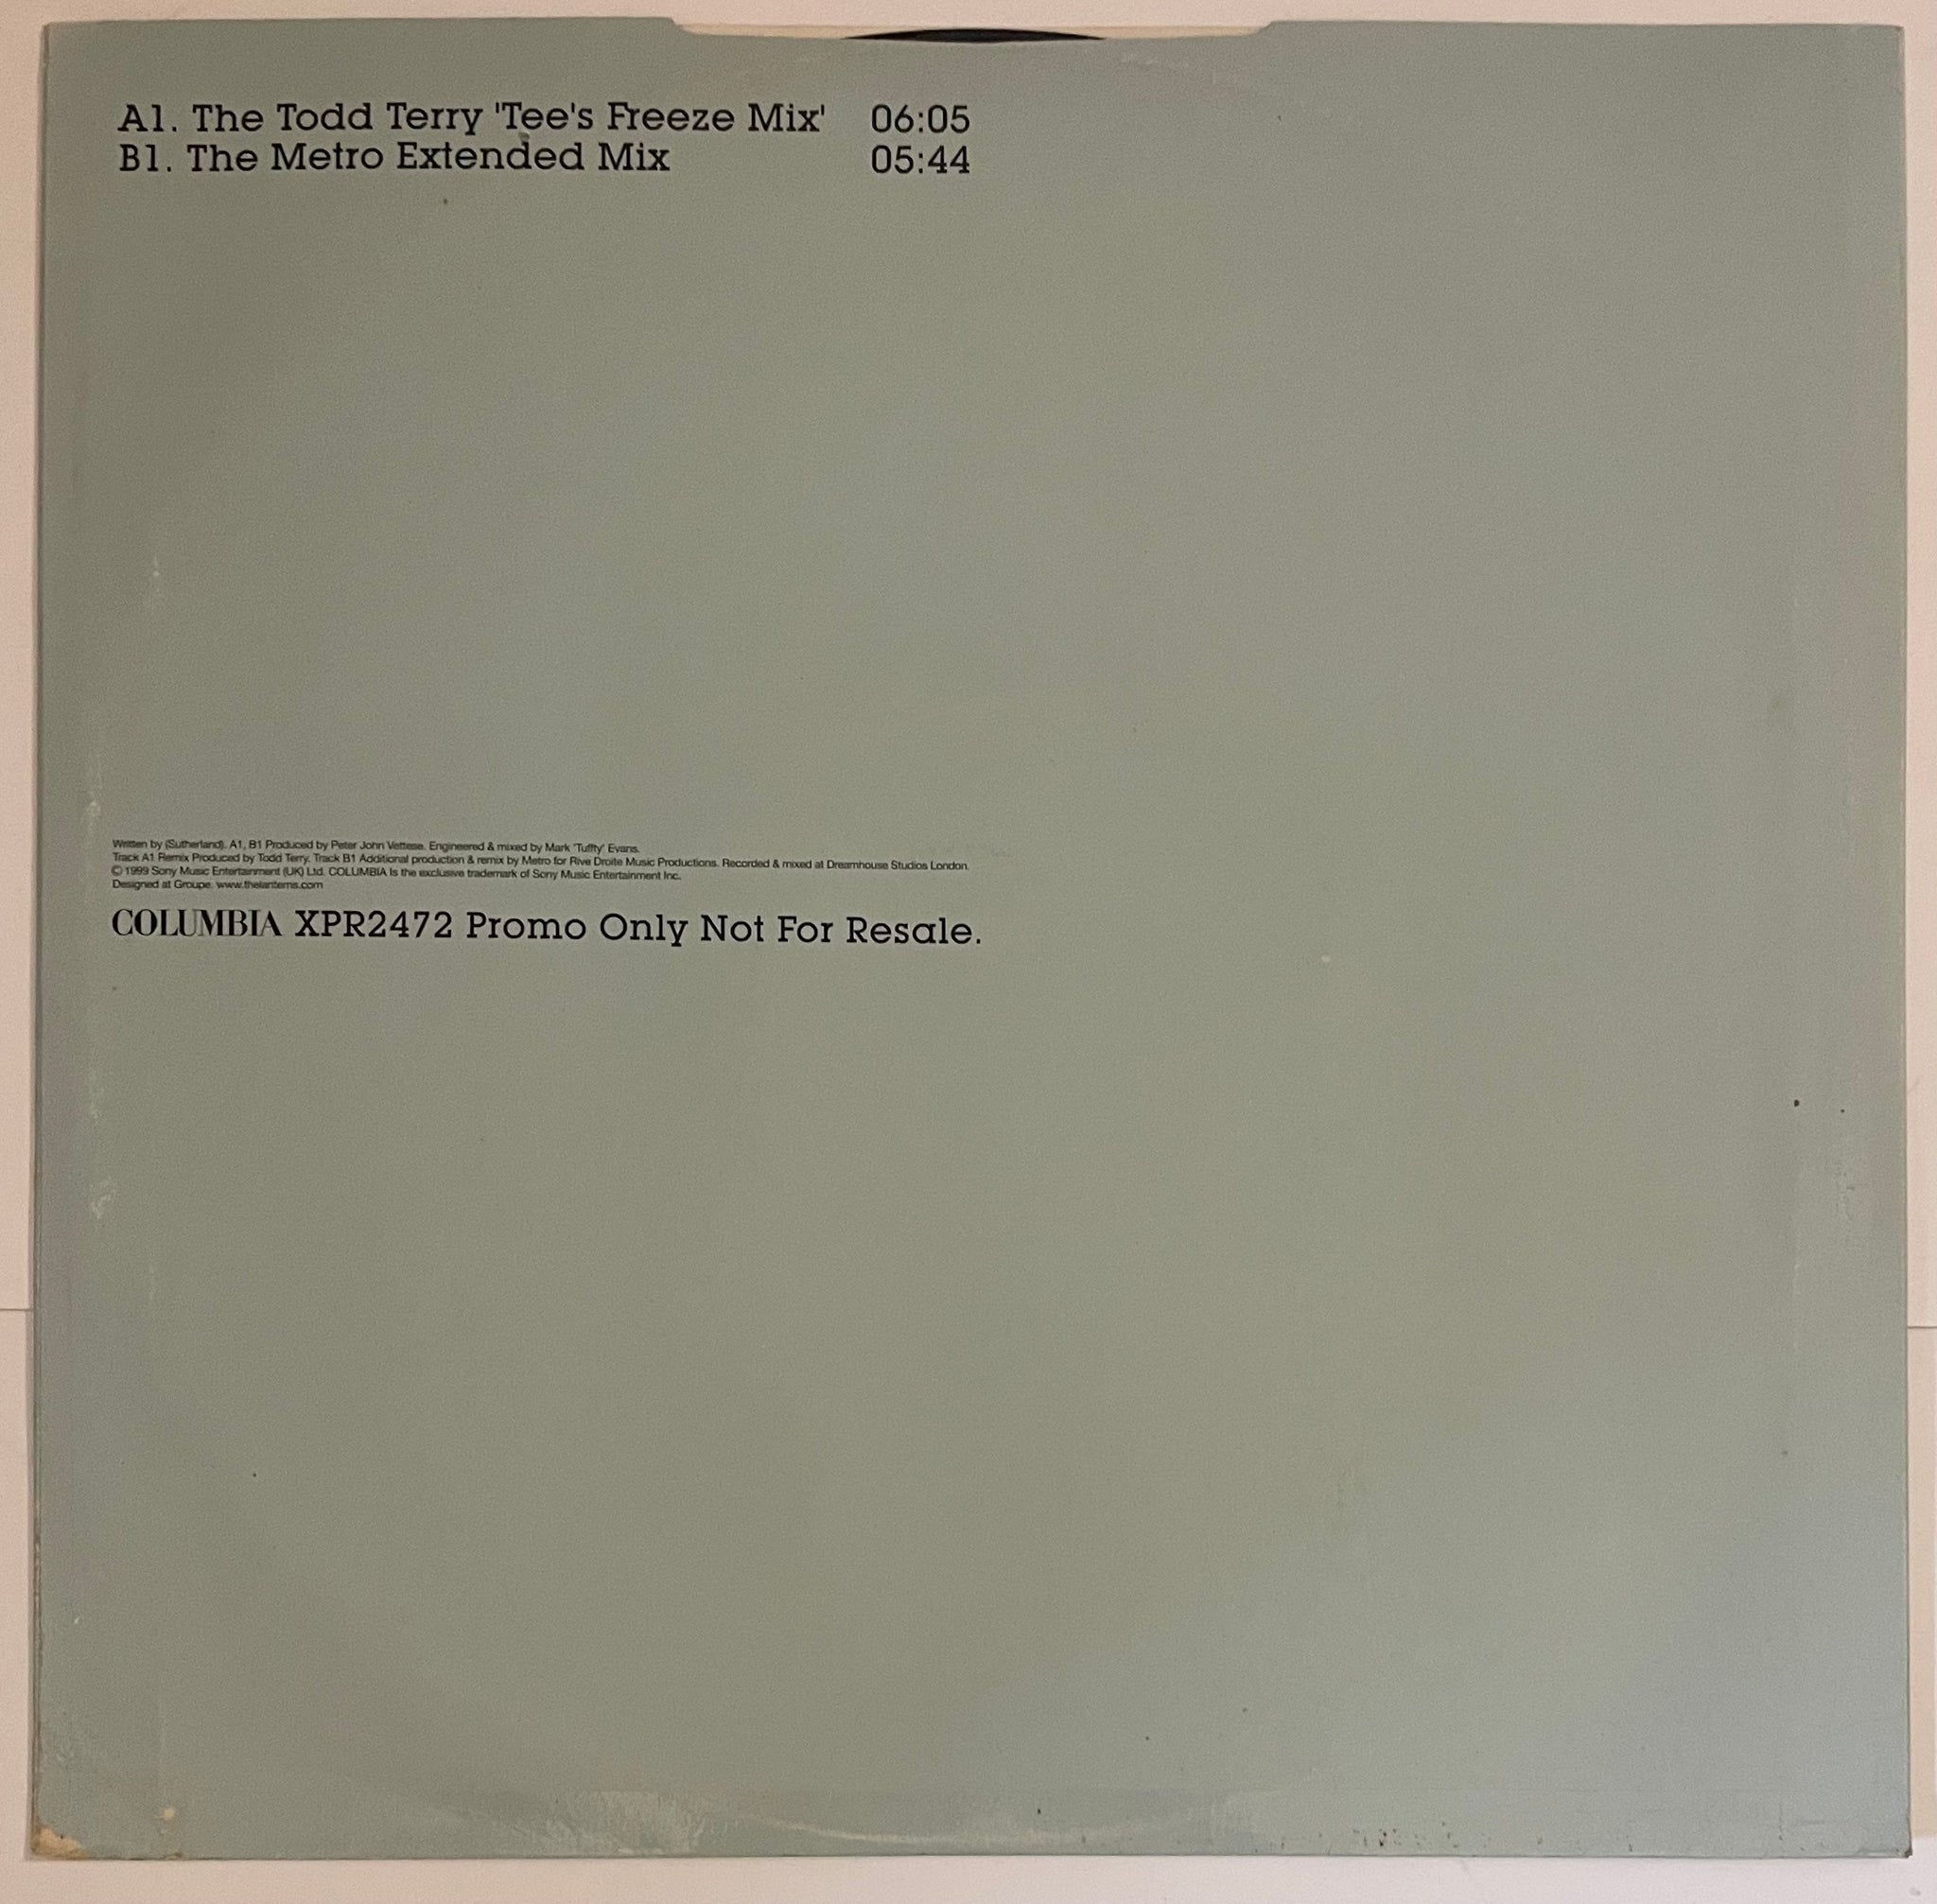 A1. The Todd Terry 'Tee's Freeze Mix' 06:05
B1. The Metro Extended Mix 05:44
Written by (Sutherland). A1, B1 Produced by Peter John Vettese. Engineered & mixed by Mark 'Tuffty' Evans.
Track A1 Remix Produced by Todd Terry. Track B1 Additional production & remix by Metro for Rive Droite Music Productions. Recorded & mixed at Dreamhouse Studios London.
© 1999 Sony Music Entertainment (UK) Ltd. COLUMBIA Is the exclusive trademark of Sony Music Entertainment Inc.
Designed at Groupe. www.thelanterns.com
COLUMBIA XPR2472 Promo Only Not For Resale.